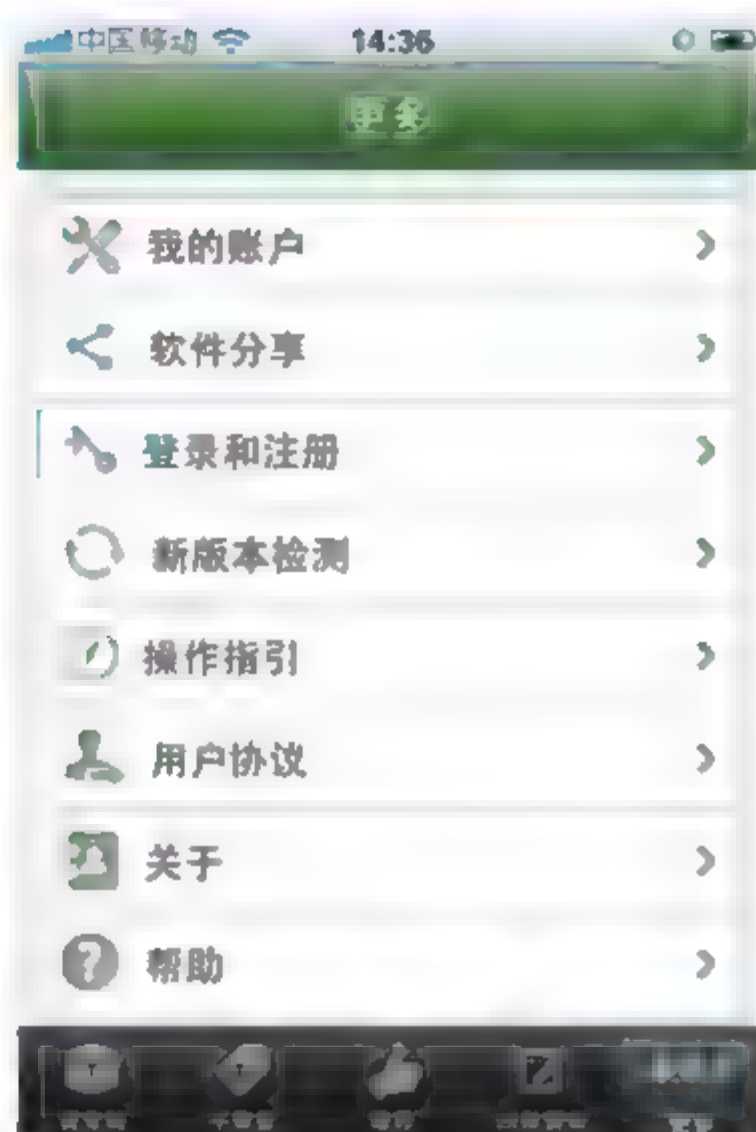 中国移动 14:36
更多
我的账户
软件分享
登录和注册
新版本检测
操作指引
用户协议
关于
帮助